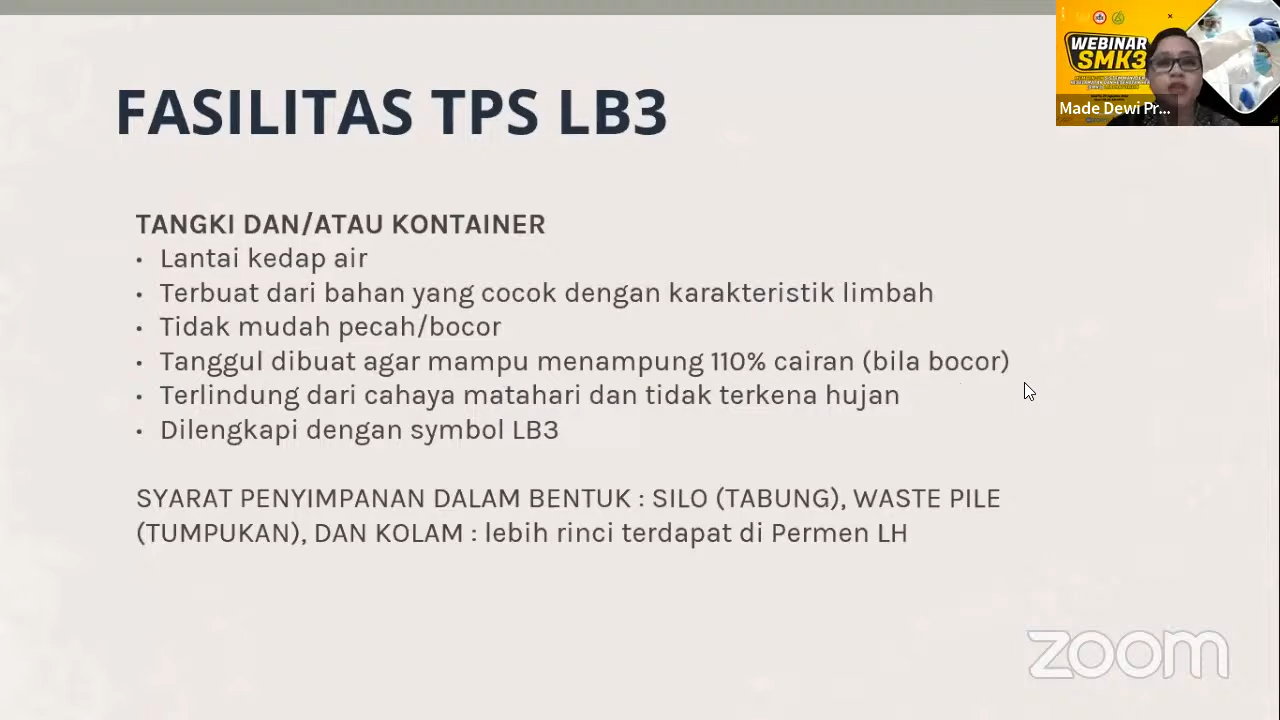 FASILITAS TPS LB3
WEBINAR
SMK3
Made Dewi Pr...
TANGKI DAN/ATAU KONTAINER
• Lantai kedap air
• Terbuat dari bahan yang cocok dengan karakteristik limbah
• Tidak mudah pecah/bocor
• Tanggul dibuat agar mampu menampung 110% cairan (bila bocor)
• Terlindung dari cahaya matahari dan tidak terkena hujan
• Dilengkapi dengan symbol LB3
SYARAT PENYIMPANAN DALAM BENTUK : SILO (TABUNG), WASTE PILE
(TUMPUKAN), DAN KOLAM : lebih rinci terdapat di Permen LH
zoom